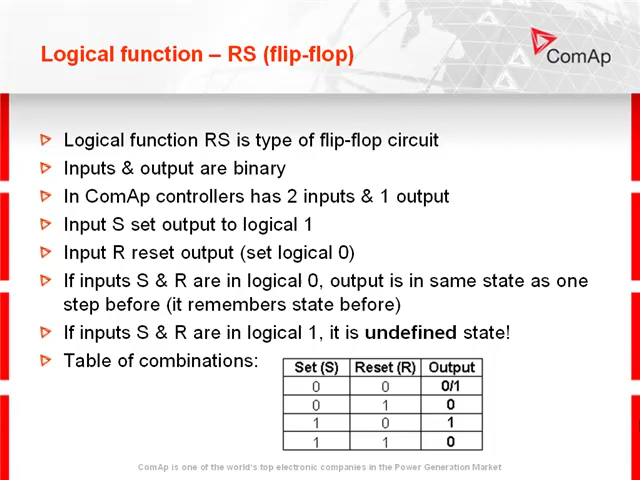 Logical function – RS (flip-flop)
ComAp
Logical function RS is type of flip-flop circuit
Inputs & output are binary
In ComAp controllers has 2 inputs & 1 output
Input S set output to logical 1
Input R reset output (set logical 0)
If inputs S & R are in logical 0, output is in same state as one
step before (it remembers state before)
If inputs S & R are in logical 1, it is undefined state!
Table of combinations:
Set (S) Reset (R) Output
0 0 0/1
0 1 0
1 0 1
1 1 0
ComAp is one of the world's top electronic companies in the Power Generation Market